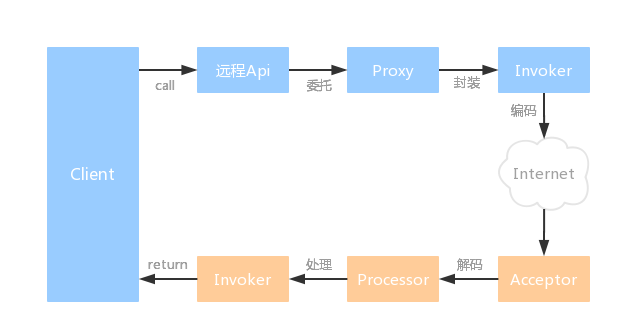 远程Api
Proxy
Invoker
call
委托
封装
编码
Client
Internet
return
处理
解码
Invoker
Processor
Acceptor